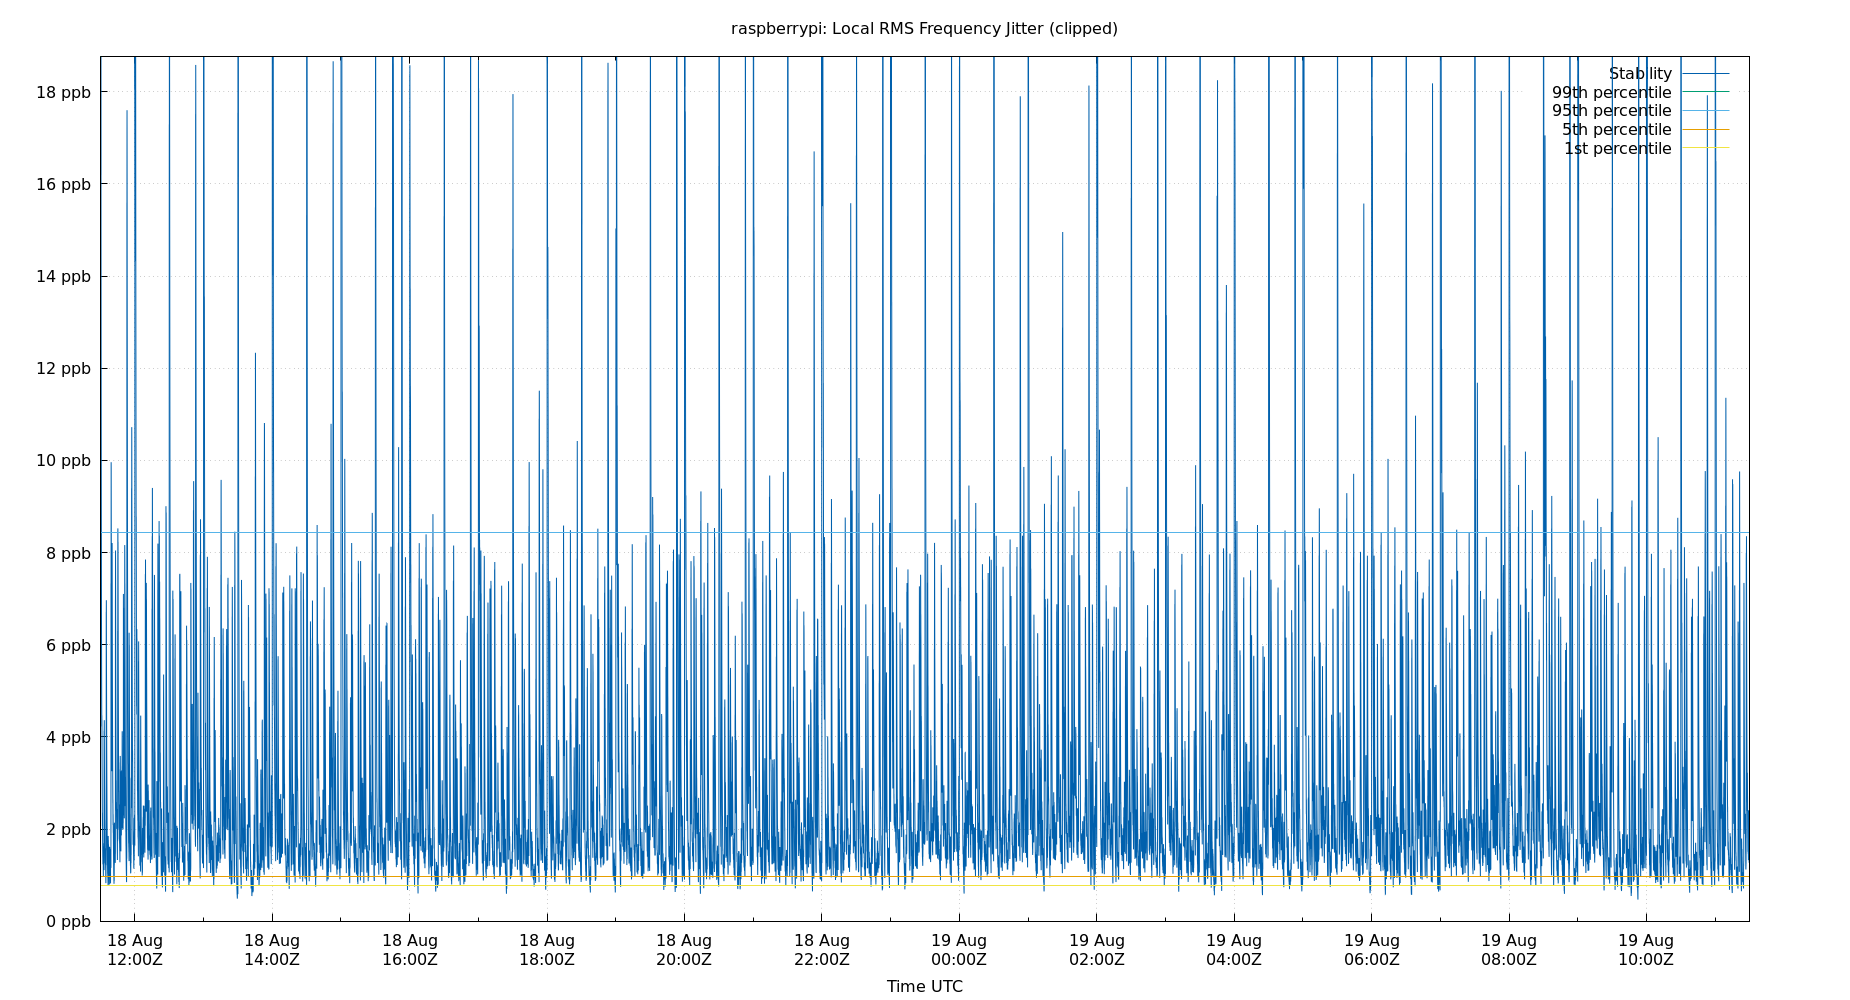 raspberrypi: Local RMS Frequency Jitter (clipped)
Stability
99th percentile
95th percentile
5th percentile
1st percentile
18 ppb
16 ppb
14 ppb
12 ppb
10 ppb
8 ppb
6 ppb
4 ppb
2 ppb
0 ppb
18 Aug 18 Aug 18 Aug 18 Aug 18 Aug 18 Aug 19 Aug 19 Aug 19 Aug 19 Aug 19 Aug 19 Aug
12:00Z 14:00Z 16:00Z 18:00Z 20:00Z 22:00Z 00:00Z 02:00Z 04:00Z 06:00Z 08:00Z 10:00Z
Time UTC